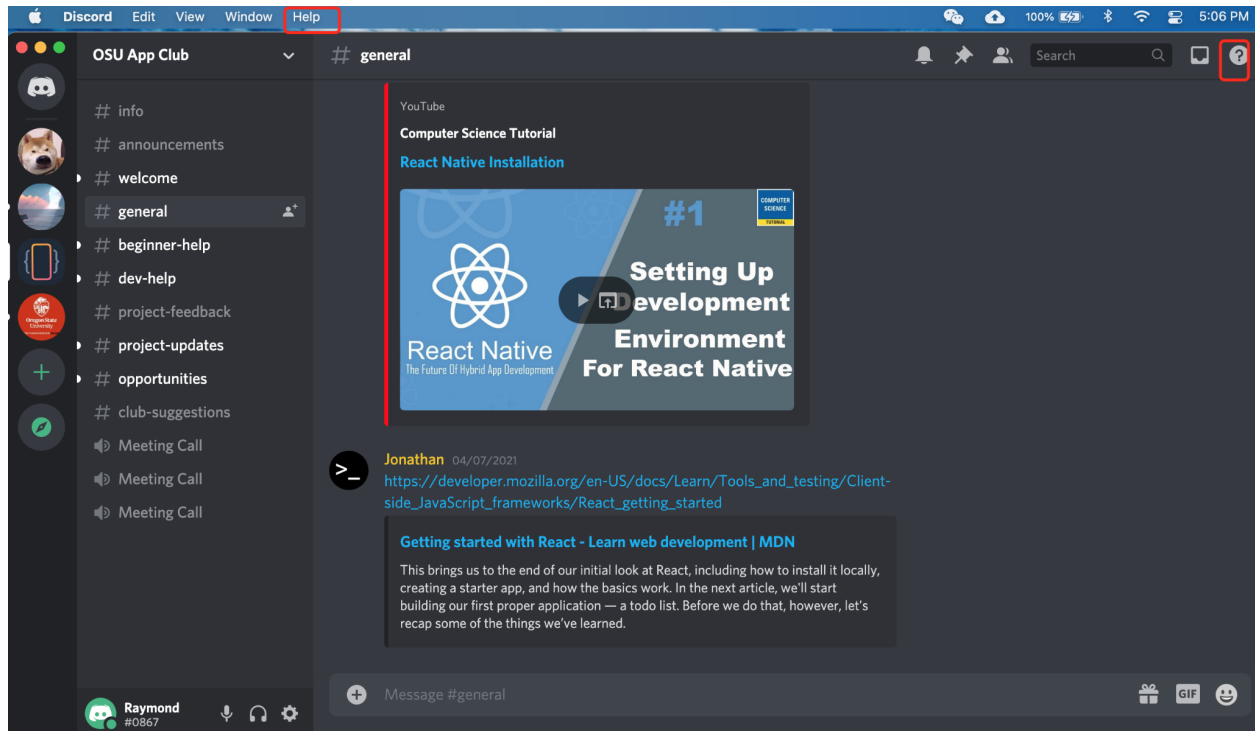 Discord Edit View Window Help 100% 5:06 PM
OSU App Club
# general
Search
# info
# announcements
# welcome
# general
# beginner-help
# dev-help
# project-feedback
# project-updates
# opportunities
# club-suggestions
Meeting Call
Meeting Call
Meeting Call
Oregon State
University
Raymond
#0867
YouTube
Computer Science Tutorial
React Native Installation
#1
COMPUTER
SCIENCE
TUTORIAL
Setting Up
Development
Environment
For React Native
React Native
The Future Of Hybrid App Development
Jonathan 04/07/2021
https://developer.mozilla.org/en-US/docs/Learn/Tools_and_testing/Client-
side_JavaScript_frameworks/React_getting_started
Getting started with React - Learn web development | MDN
This brings us to the end of our initial look at React, including how to install it locally,
creating a starter app, and how the basics work. In the next article, we'll start
building our first proper application — a todo list. Before we do that, however, let's
recap some of the things we've learned.
Message #general
GIF